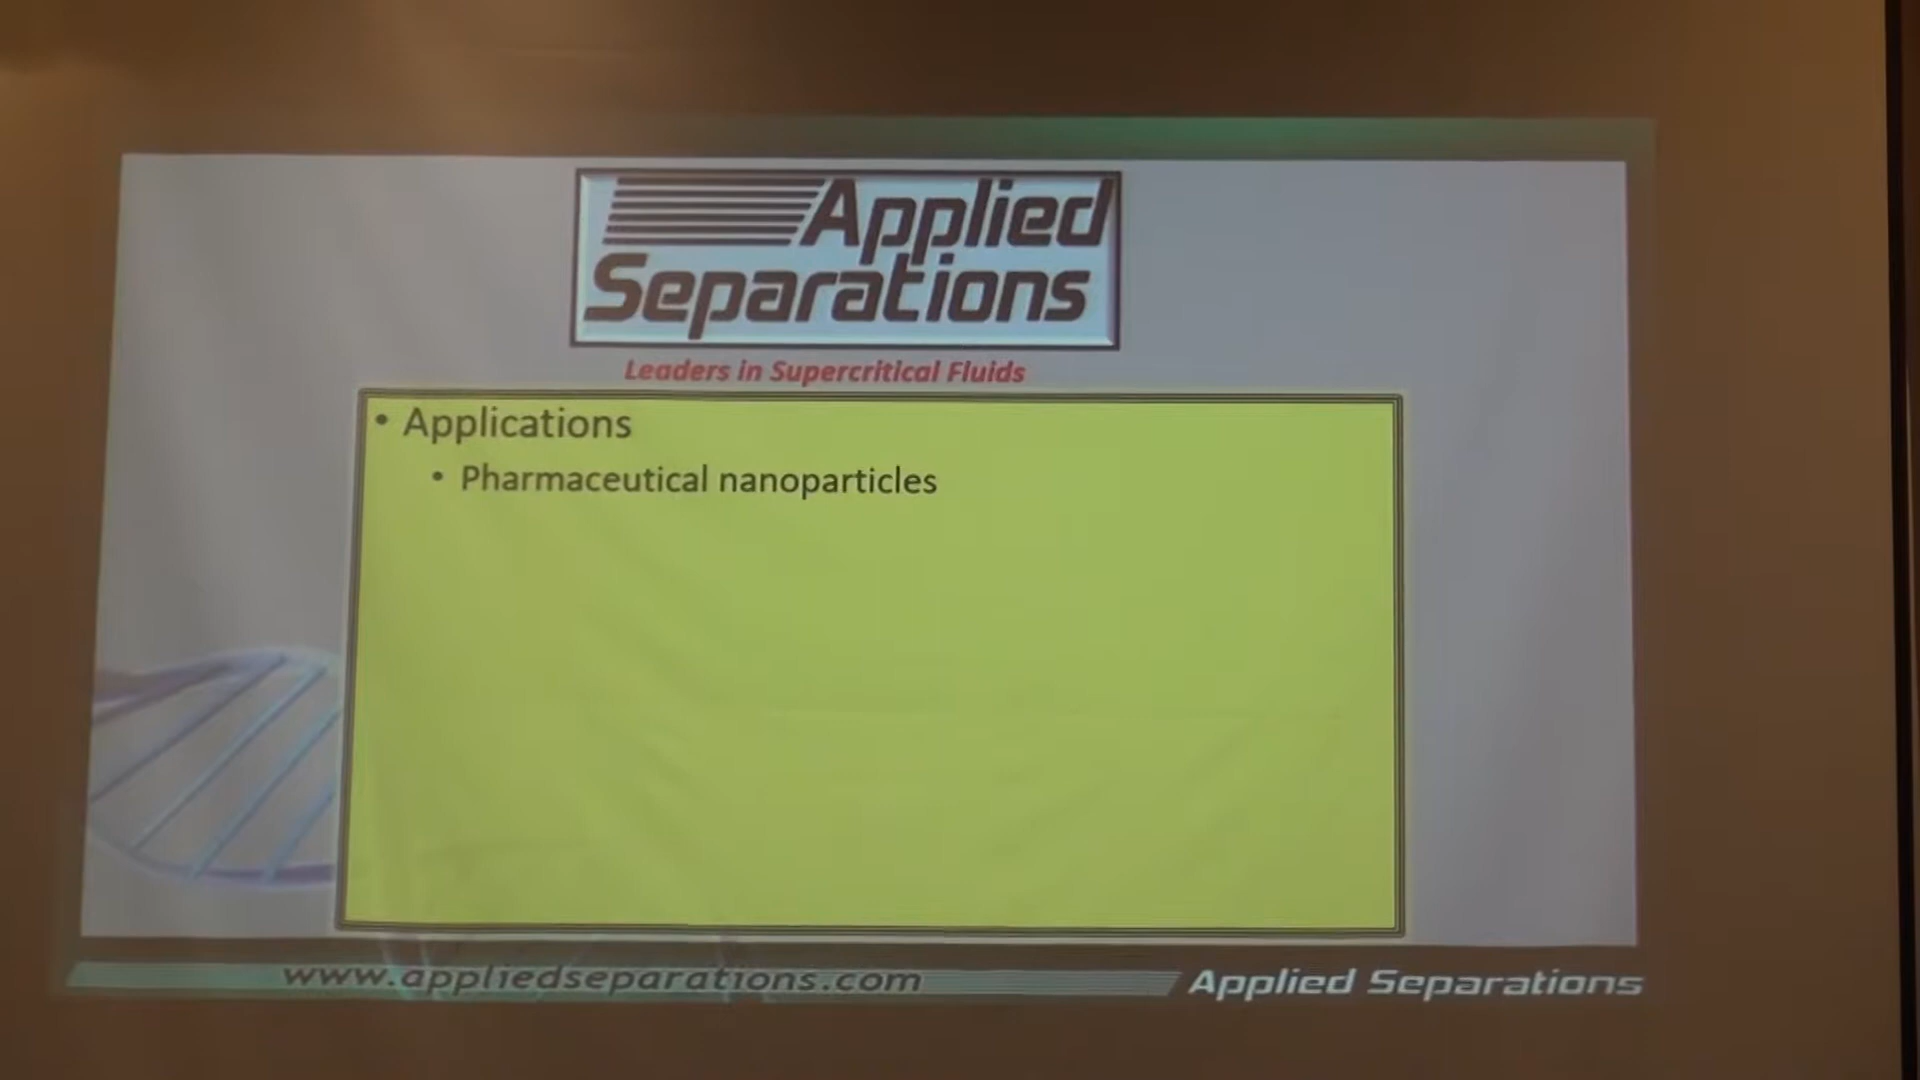 Applied
Separations
Leaders in Supercritical Fluids
• Applications
• Pharmaceutical nanoparticles
www.appliedseparations.com
Applied Separations